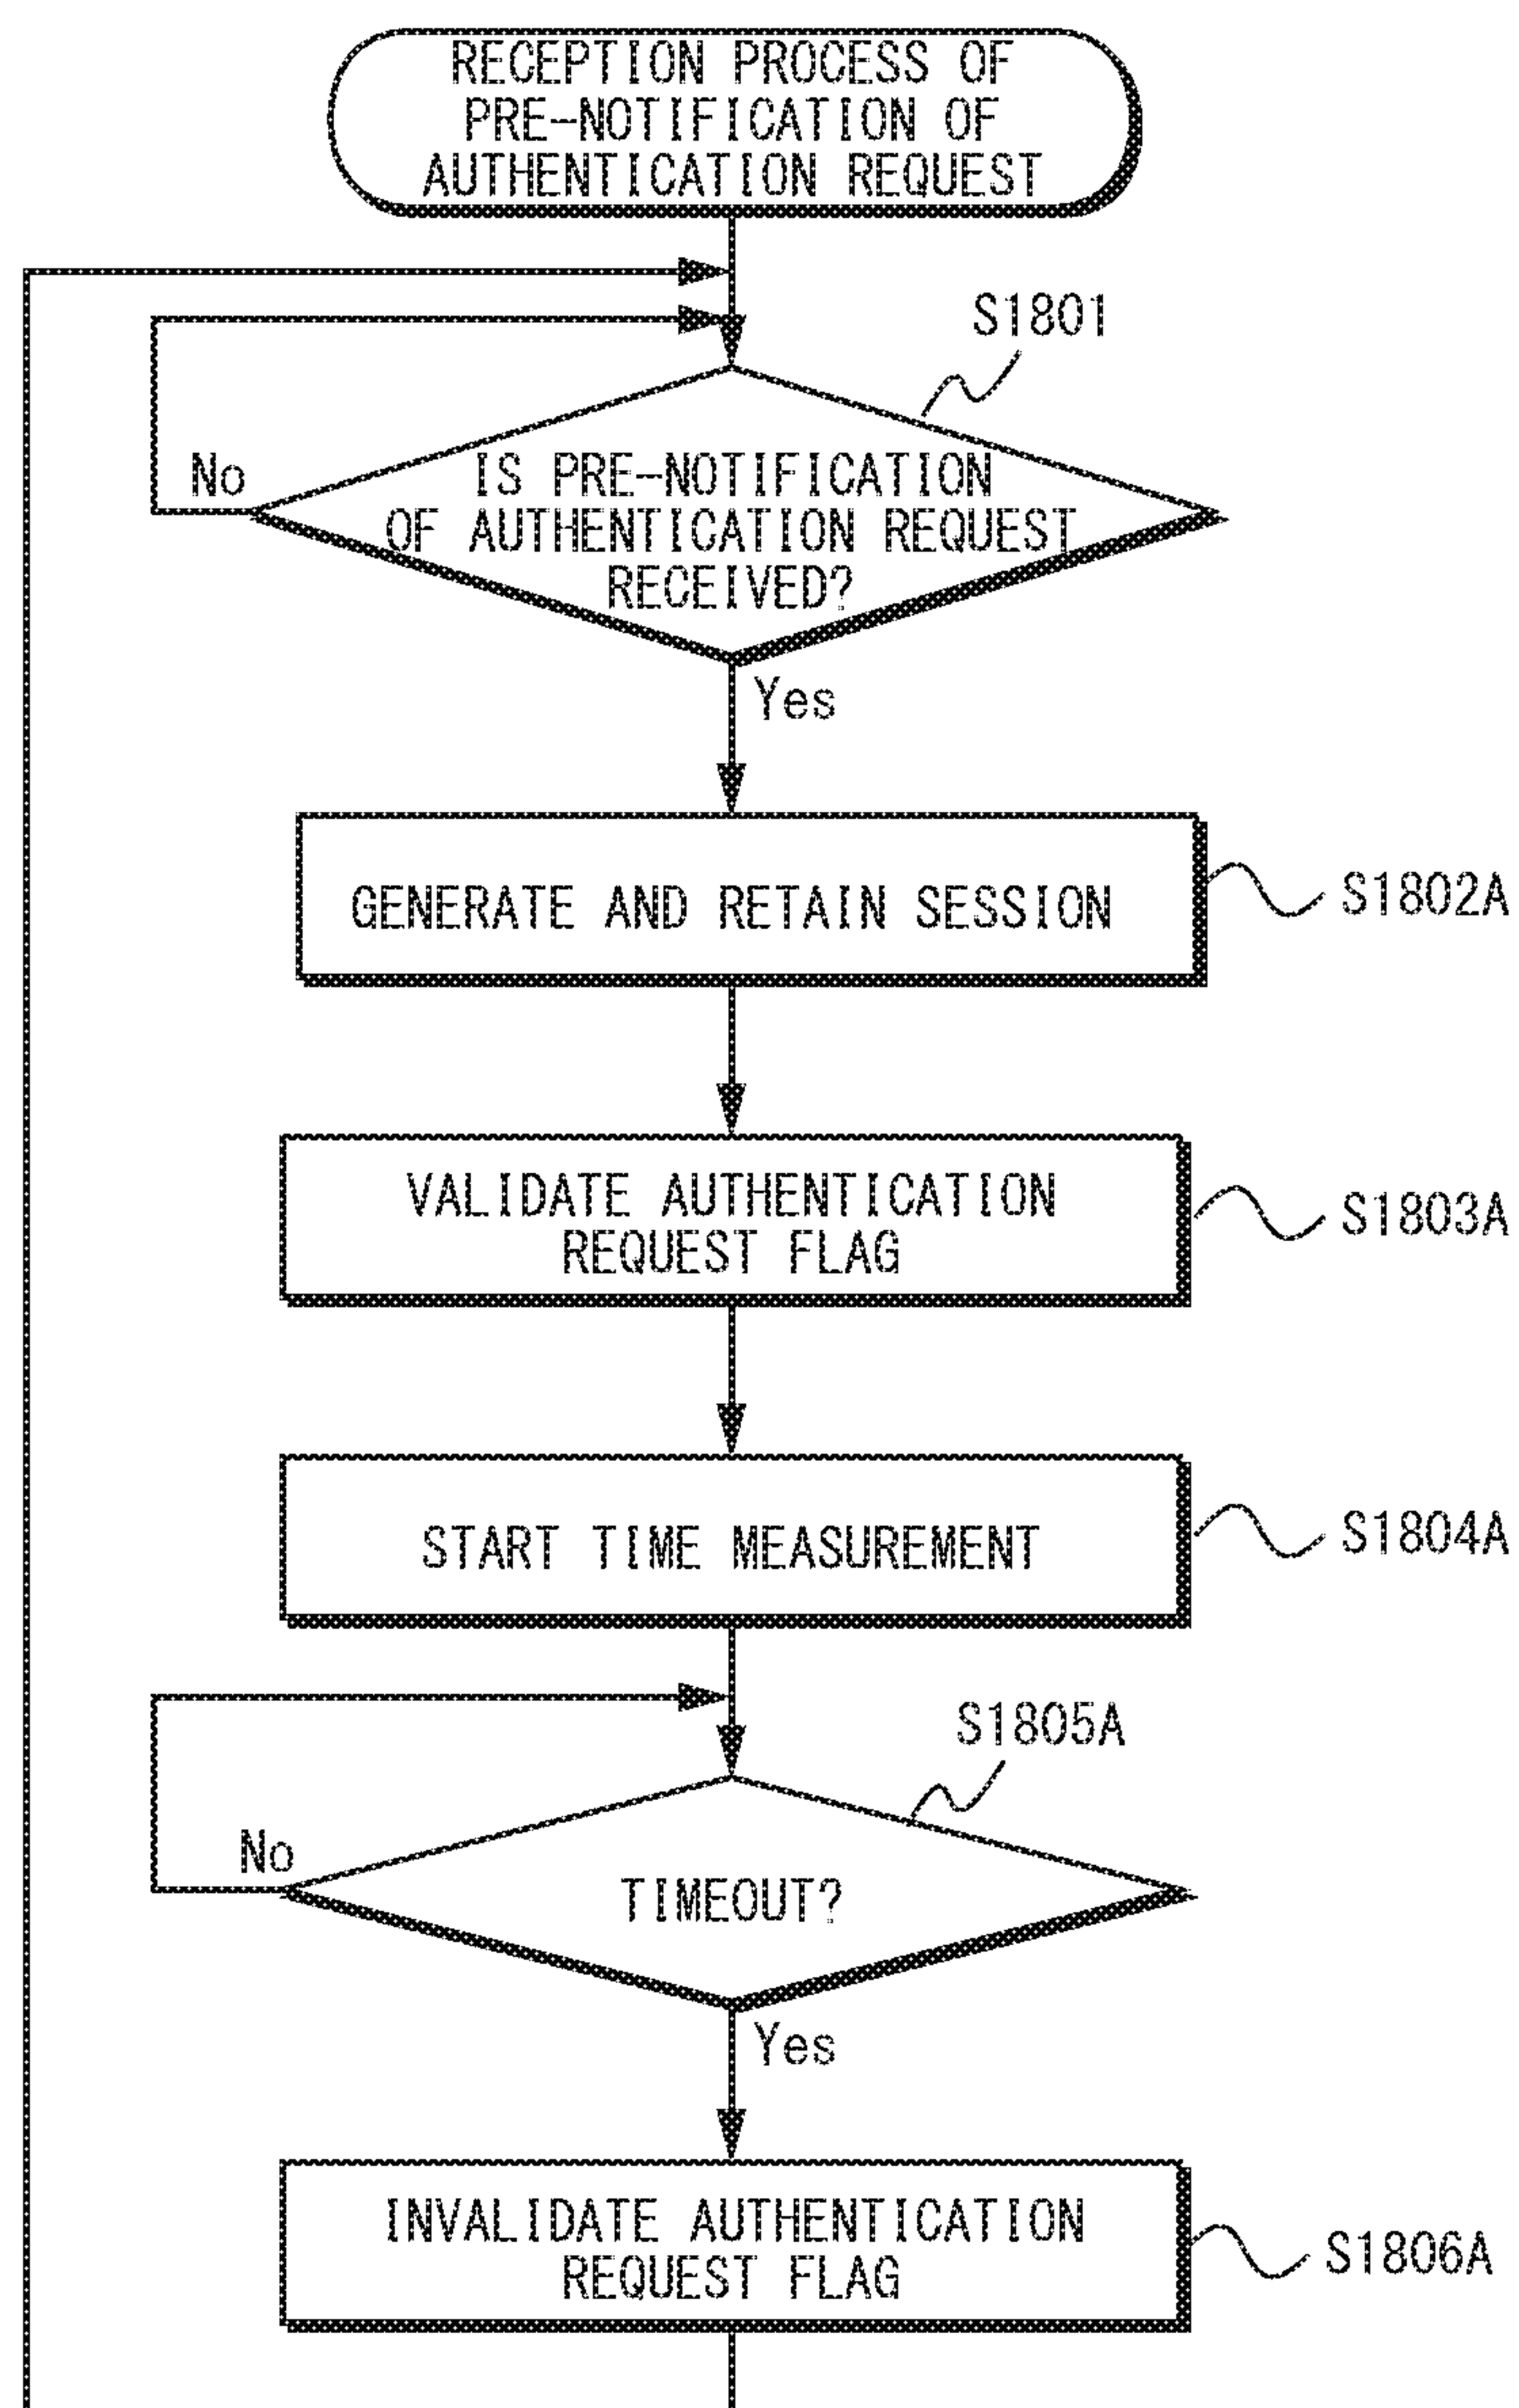 RECEPTION PROCESS OF
PRE-NOTIFICATION OF
AUTHENTICATION REQUEST
S1801
No
IS PRE-NOTIFICATION
OF AUTHENTICATION REQUEST
RECEIVED?
Yes
GENERATE AND RETAIN SESSION
S1802A
VALIDATE AUTHENTICATION
REQUEST FLAG
S1803A
START TIME MEASUREMENT
S1804A
S1805A
No
TIMEOUT?
Yes
INVALIDATE AUTHENTICATION
REQUEST FLAG
S1806A